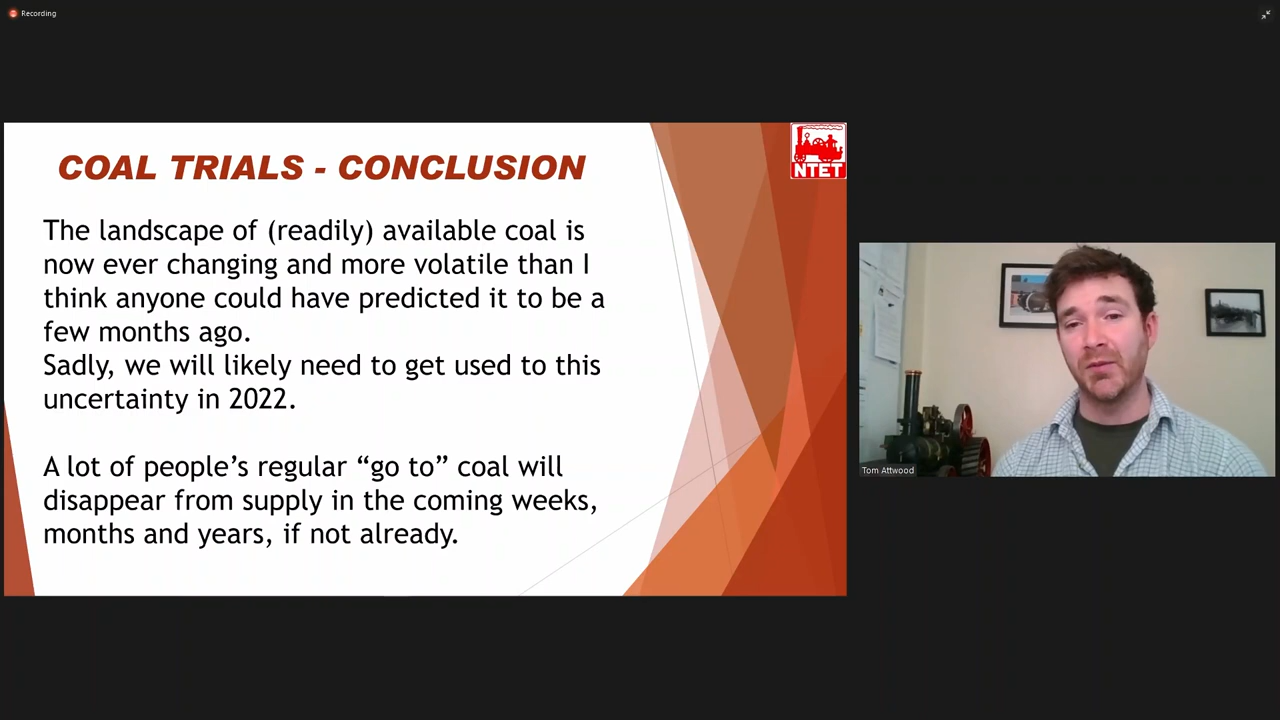 Recording
COAL TRIALS - CONCLUSION
NTET
The landscape of (readily) available coal is
now ever changing and more volatile than I
think anyone could have predicted it to be a
few months ago.
Sadly, we will likely need to get used to this
uncertainty in 2022.
A lot of people’s regular “go to” coal will
disappear from supply in the coming weeks,
months and years, if not already.
Tom Attwood